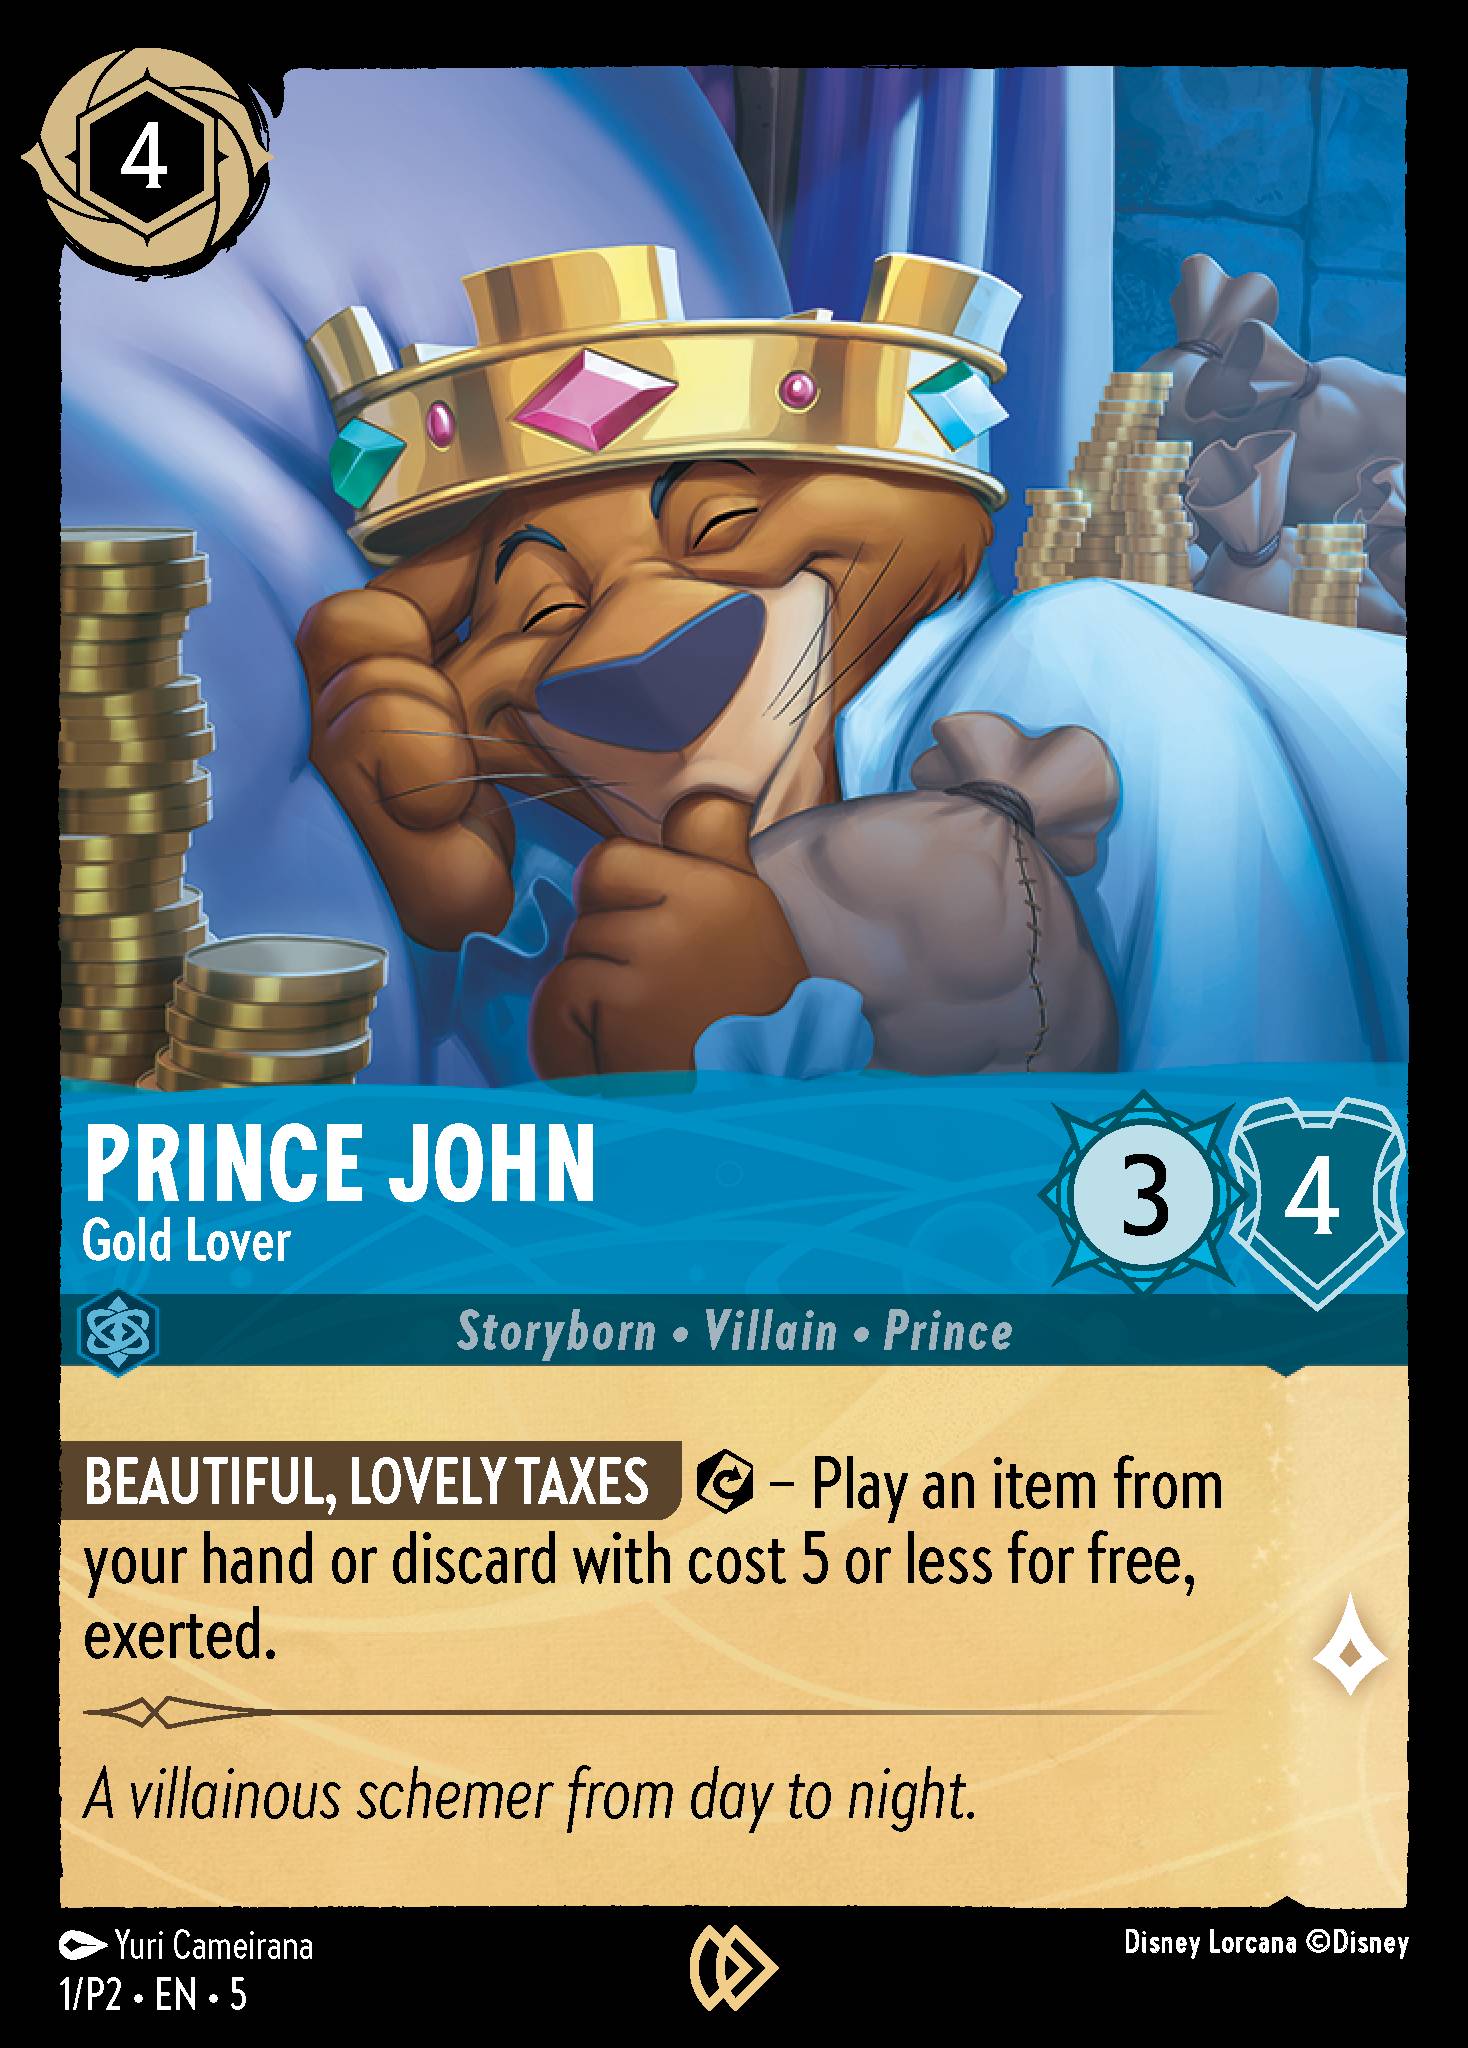 4
PRINCE JOHN
Gold Lover
3
4
Storyborn • Villain • Prince
BEAUTIFUL, LOVELY TAXES – Play an item from
your hand or discard with cost 5 or less for free,
exerted.
A villainous schemer from day to night.
Yuri Cameirana
1/P2 • EN • 5
Disney Lorcana ©Disney